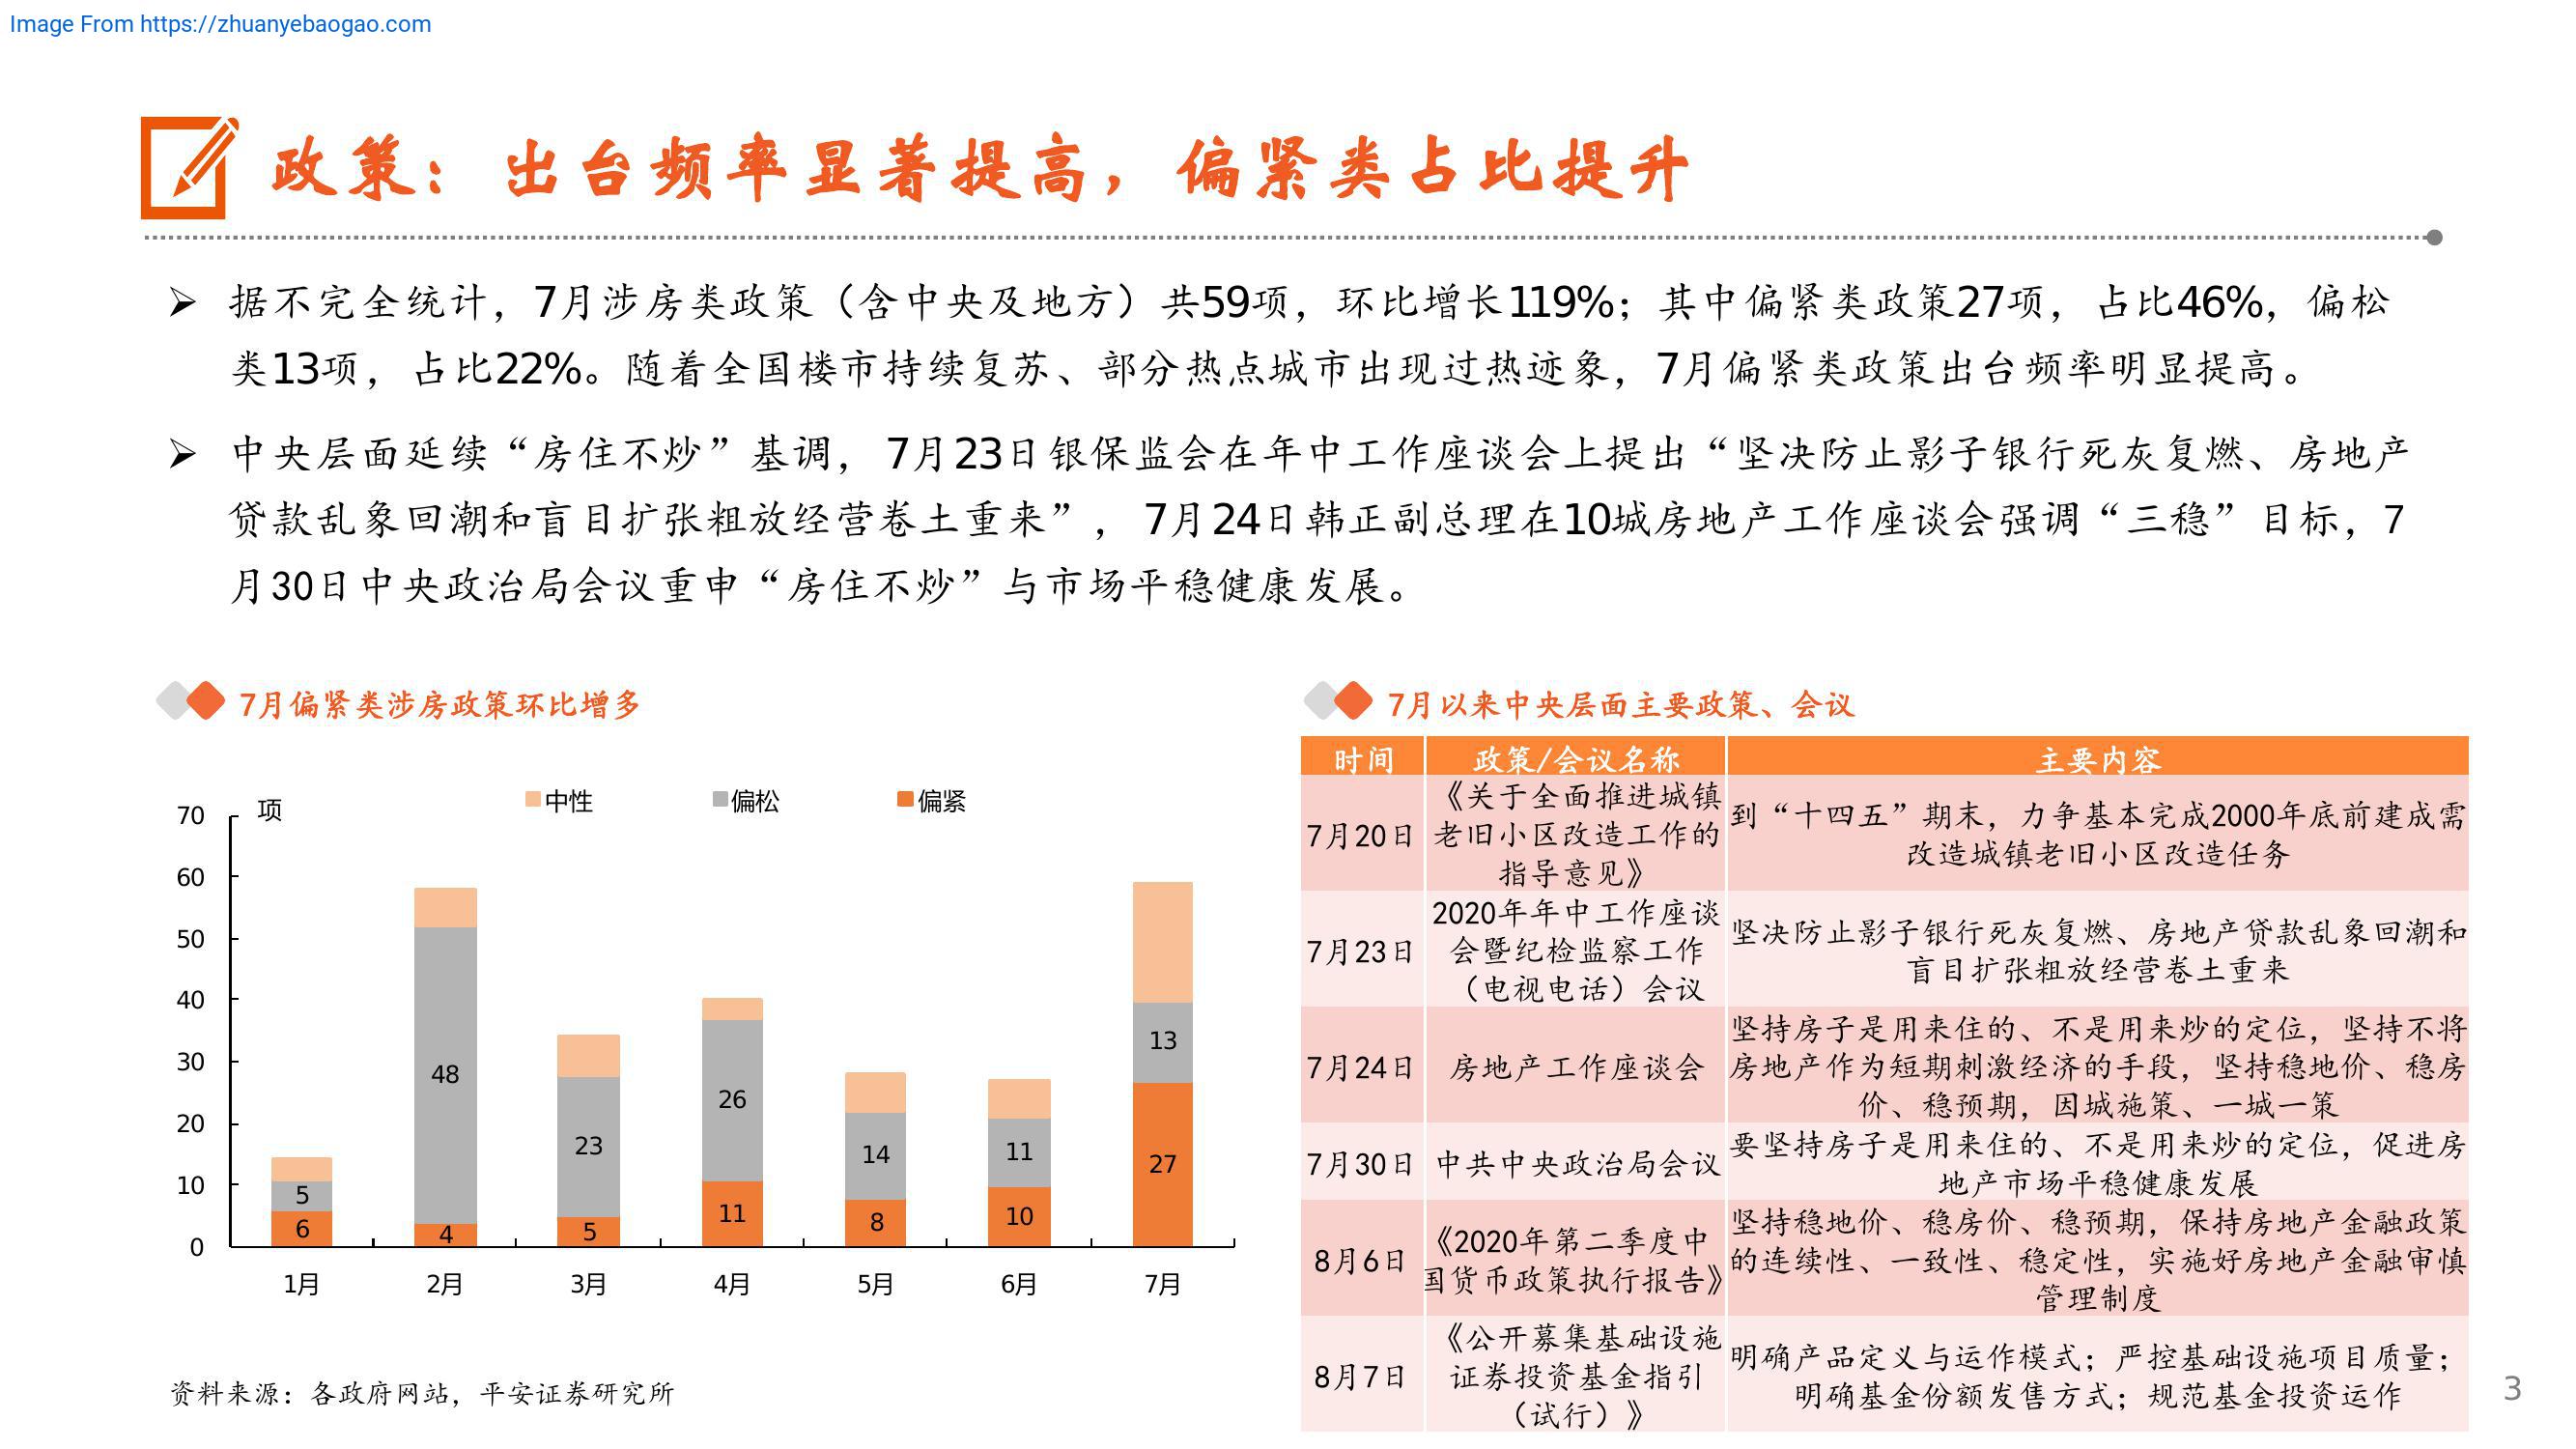 Image From https://zhuanyebaogao.com
政策：出台频率显著提高，偏紧类占比提升
据不完全统计，7月涉房类政策（含中央及地方）共59项，环比增长119%；其中偏紧类政策27项，占比46%，偏松
类13项，占比22%。随着全国楼市持续复苏、部分热点城市出现过热迹象，7月偏紧类政策出台频率明显提高。
中央层面延续“房住不炒”基调，7月23日银保监会在年中工作座谈会上提出“坚决防止影子银行死灰复燃、房地产
贷款乱象回潮和盲目扩张粗放经营卷土重来”，7月24日韩正副总理在10城房地产工作座谈会强调“三稳”目标，7
月30日中央政治局会议重申“房住不炒”与市场平稳健康发展。
7月偏紧类涉房政策环比增多
项
中性 偏松 偏紧
70
60
50
40
30
20
10
0
5
6
48
4
23
5
26
11
14
8
11
10
13
27
1月 2月 3月 4月 5月 6月 7月
资料来源：各政府网站，平安证券研究所
7月以来中央层面主要政策、会议
时间 政策/会议名称 主要内容
7月20日
《关于全面推进城镇
老旧小区改造工作的
指导意见》
到“十四五”期末，力争基本完成2000年底前建成需
改造城镇老旧小区改造任务
7月23日
2020年年中工作座谈
会暨纪检监察工作
（电视电话）会议
坚决防止影子银行死灰复燃、房地产贷款乱象回潮和
盲目扩张粗放经营卷土重来
7月24日
房地产工作座谈会
坚持房子是用来住的、不是用来炒的定位，坚持不将
房地产作为短期刺激经济的手段，坚持稳地价、稳房
价、稳预期，因城施策、一城一策
7月30日
中共中央政治局会议
要坚持房子是用来住的、不是用来炒的定位，促进房
地产市场平稳健康发展
8月6日
《2020年第二季度中
国货币政策执行报告》
坚持稳地价、稳房价、稳预期，保持房地产金融政策
的连续性、一致性、稳定性，实施好房地产金融审慎
管理制度
8月7日
《公开募集基础设施
证券投资基金指引
（试行）》
明确产品定义与运作模式；严控基础设施项目质量；
明确基金份额发售方式；规范基金投资运作
3